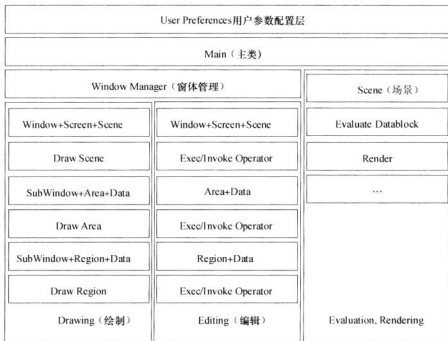 User Preferences用户参数配置层
Main（主类）
Window Manager（窗体管理）
Scene（场景）
Window+Screen+Scene
Window+Screen+Scene
Evaluate Datablock
Draw Scene
Exec/Invoke Operator
Render
SubWindow+Area+Data
Area+Data
…
Draw Area
Exec/Invoke Operator
SubWindow+Region+Data
Region+Data
Draw Region
Exec/Invoke Operator
Drawing（绘制）
Editing（编辑）
Evaluation, Rendering